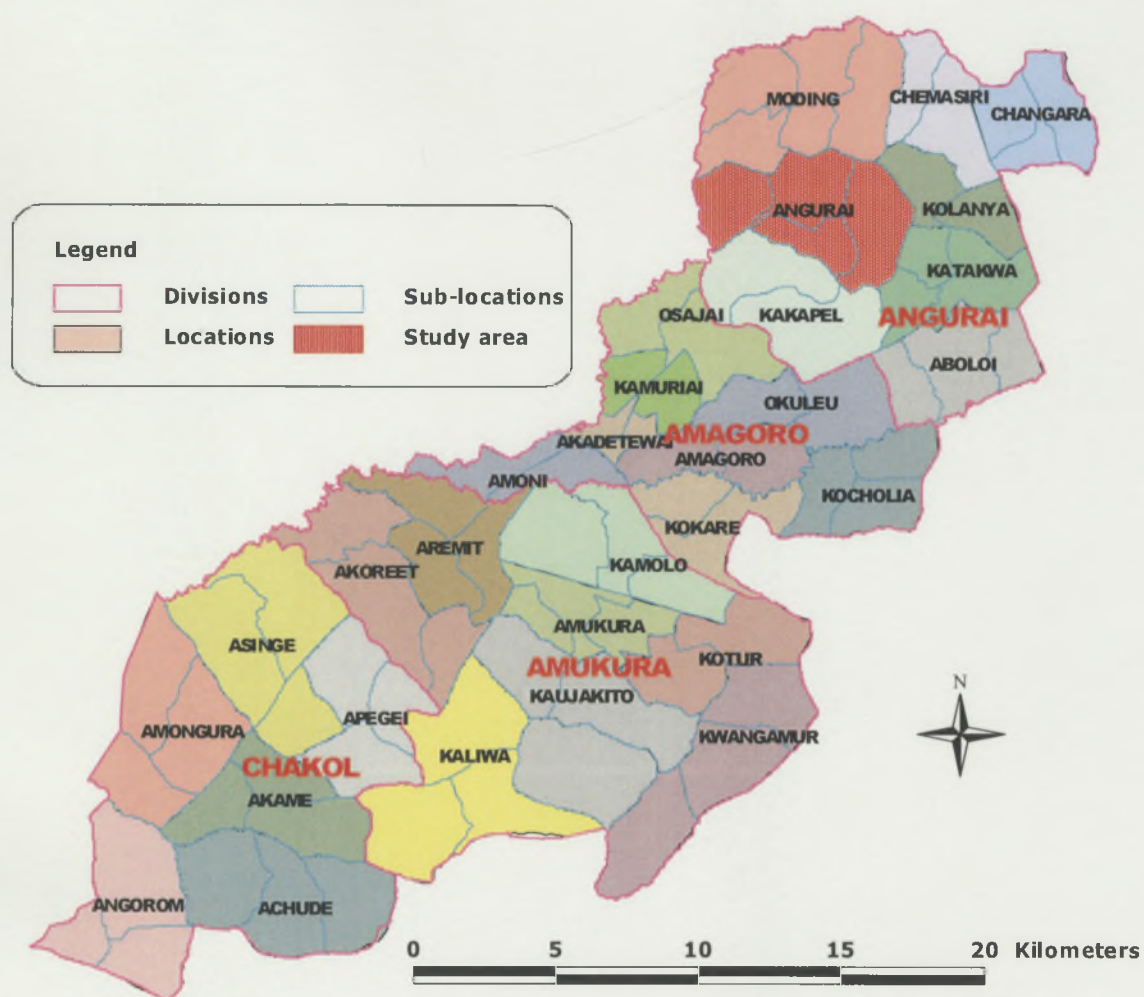 MODING
CHEMASIRI
CHANGARA
ANGURAI
KOLANYA
KATAKWA
Legend
Divisions
Sub-locations
Locations
Study area
OSAJAI
KAKAPEL
ANGURAI
ABOLOI
KAMURIAI
OKULEU
AKADETEWAI
AMAGORO
AMAGORO
AMONI
KOCHOLIA
KOKARE
AREMIT
KAMOLO
AKOREET
AMUKURA
ASINGE
KOTUR
AMUKURA
KAUJAKITO
N
APEGEI
AMONGURA
KWANGAMUR
KALIWA
CHAKOL
AKAME
ANGOROM
ACHUDE
0 5 10 15 20 Kilometers